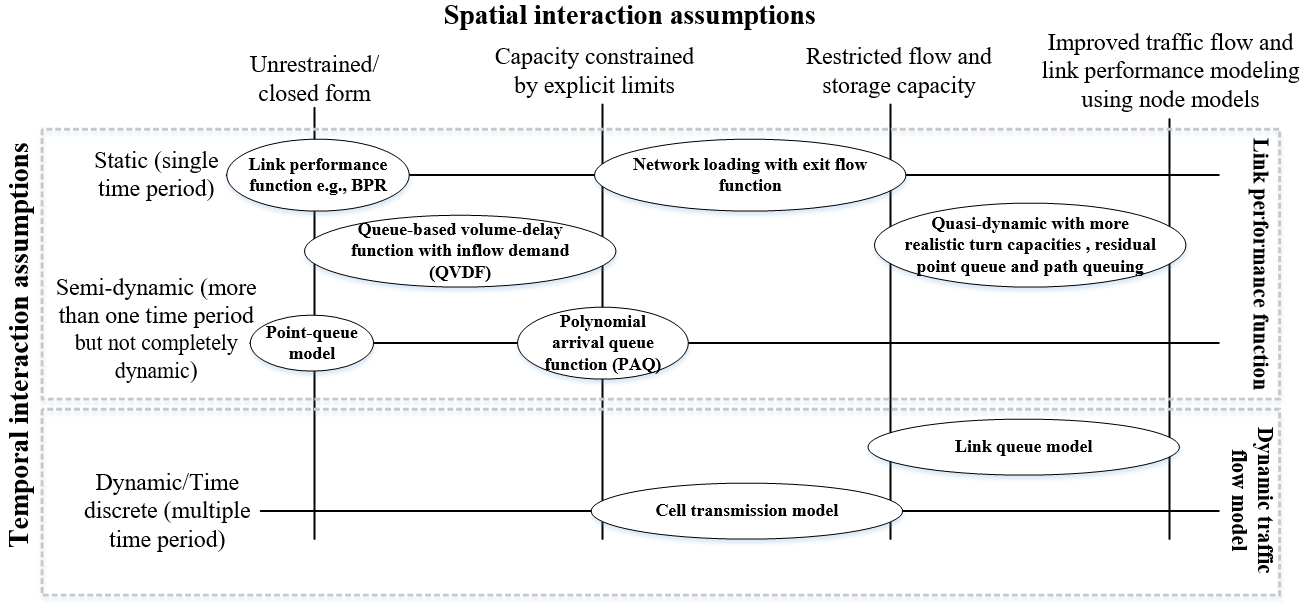 Spatial interaction assumptions
Unrestrained/
closed form
Capacity constrained
by explicit limits
Restricted flow and
storage capacity
Improved traffic flow and
link performance modeling
using node models
Temporal interaction assumptions
Static (single
time period)
Link performance
function e.g., BPR
Network loading with exit flow
function
Queue-based volume-delay
function with inflow demand
(QVDF)
Quasi-dynamic with more
realistic turn capacities , residual
point queue and path queuing
Semi-dynamic (more
than one time period
but not completely
dynamic)
Point-queue
model
Polynomial
arrival queue
function (PAQ)
Link performance function
Link queue model
Dynamic/Time
discrete (multiple
time period)
Cell transmission model
Dynamic traffic
flow model